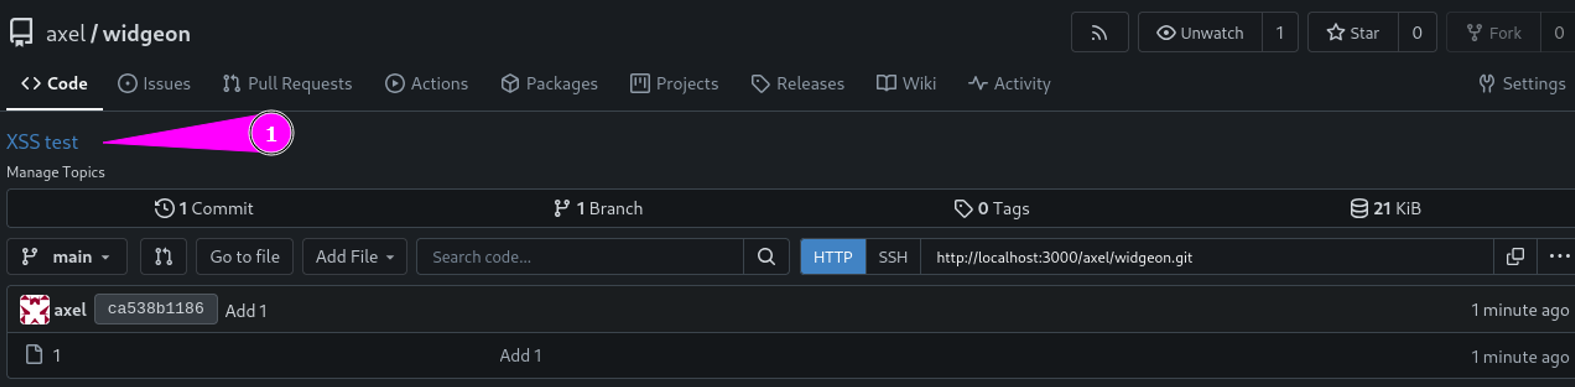 axel / widgeon Unwatch 1 Star 0 Fork 0
Code Issues Pull Requests Actions Packages Projects Releases Wiki Activity Settings
XSS test 1
Manage Topics
1 Commit 1 Branch 0 Tags 21 KiB
main Go to file Add File Search code... HTTP SSH http://localhost:3000/axel/widgeon.git
axel ca538b1186 Add 1 1 minute ago
1 Add 1 1 minute ago